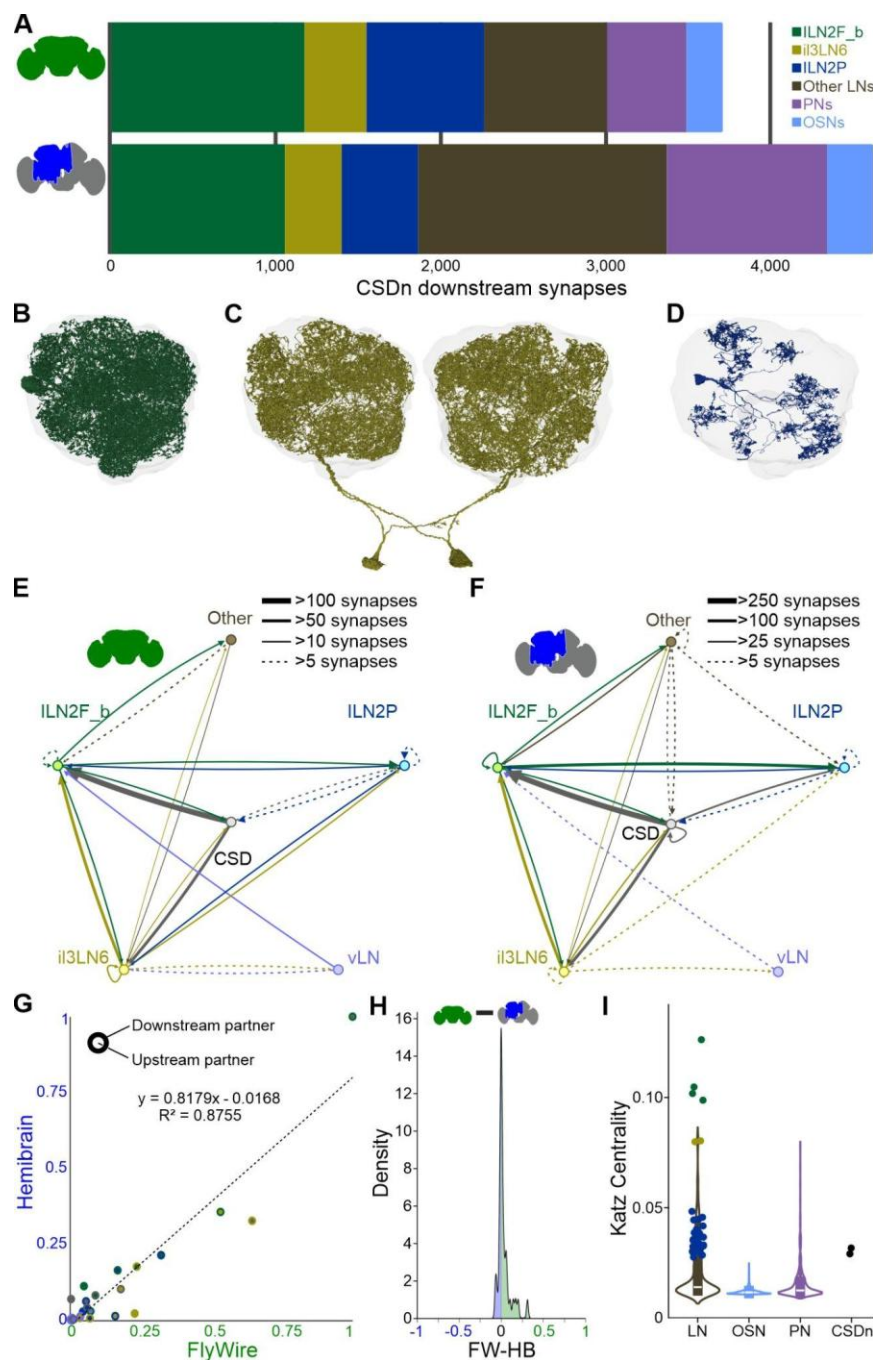 A
lLN2F_b
il3LN6
lLN2P
Other LNs
PNs
OSNs
0 1,000 2,000 3,000 4,000
CSDn downstream synapses
B C D
E
Other
>100 synapses
>50 synapses
>10 synapses
>5 synapses
lLN2F_b
lLN2P
CSD
il3LN6
vLN
F
Other
>250 synapses
>100 synapses
>25 synapses
>5 synapses
lLN2F_b
lLN2P
CSD
il3LN6
vLN
G
Downstream partner
Upstream partner
y = 0.8179x - 0.0168
R² = 0.8755
1
0.75
0.5
0.25
0
Hemibrain
0 0.25 0.5 0.75 1
FlyWire
H
16
14
12
10
8
6
4
2
0
Density
-1 -0.5 0 0.5 1
FW-HB
I
0.10
0.05
0
Katz Centrality
LN OSN PN CSDn